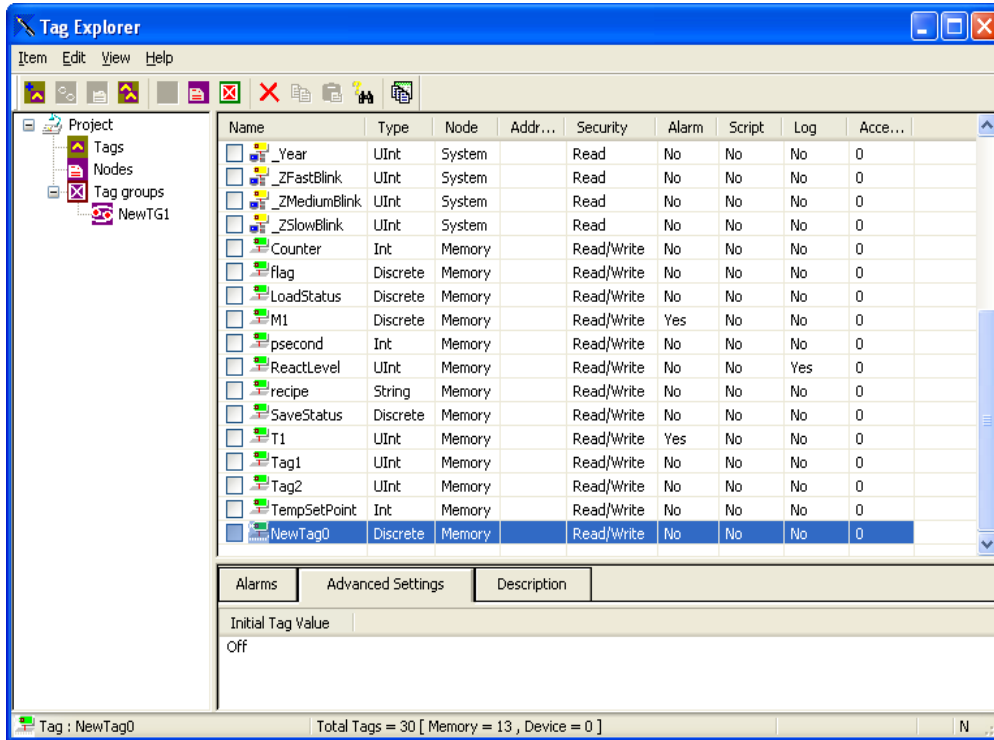 Tag Explorer
Item Edit View Help
Project
Tags
Nodes
Tag groups
NewTG1
Name Type Node Addr... Security Alarm Script Log Acce...
_Year UInt System Read No No No 0
_ZFastBlink UInt System Read No No No 0
_ZMediumBlink UInt System Read No No No 0
_ZSlowBlink UInt System Read No No No 0
Counter Int Memory Read/Write No No No 0
flag Discrete Memory Read/Write No No No 0
LoadStatus Discrete Memory Read/Write No No No 0
M1 Discrete Memory Read/Write Yes No No 0
psecond Int Memory Read/Write No No No 0
ReactLevel UInt Memory Read/Write No No Yes 0
recipe String Memory Read/Write No No No 0
SaveStatus Discrete Memory Read/Write No No No 0
T1 UInt Memory Read/Write Yes No No 0
Tag1 UInt Memory Read/Write No No No 0
Tag2 UInt Memory Read/Write No No No 0
TempSetPoint Int Memory Read/Write No No No 0
NewTag0 Discrete Memory Read/Write No No No 0
Alarms Advanced Settings Description
Initial Tag Value
Off
Tag : NewTag0 Total Tags = 30 [ Memory = 13 , Device = 0 ] N